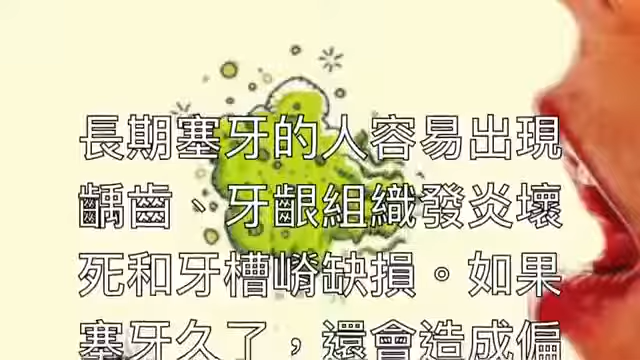 長期塞牙的人容易出現
齲齒、牙齦組織發炎壞
死和牙槽嵴缺損。如果
塞牙久了，還會造成偏